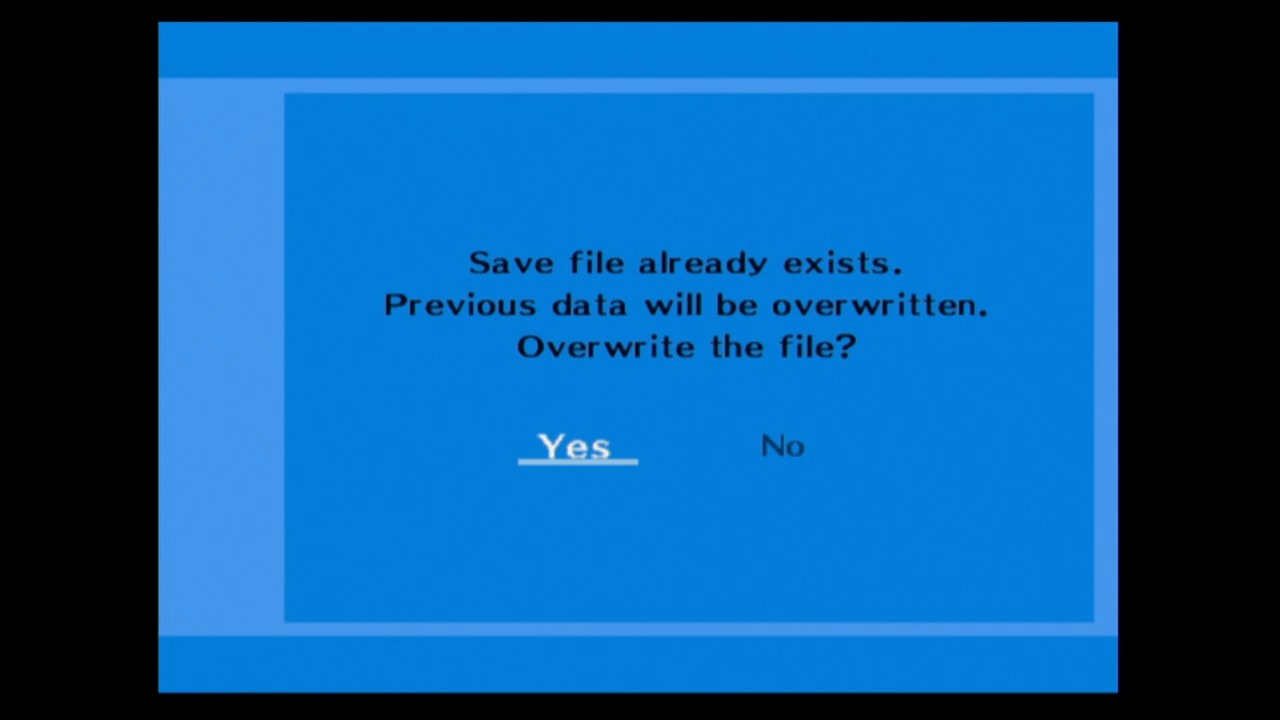 Save file already exists.
Previous data will be overwritten.
Overwrite the file?
Yes No